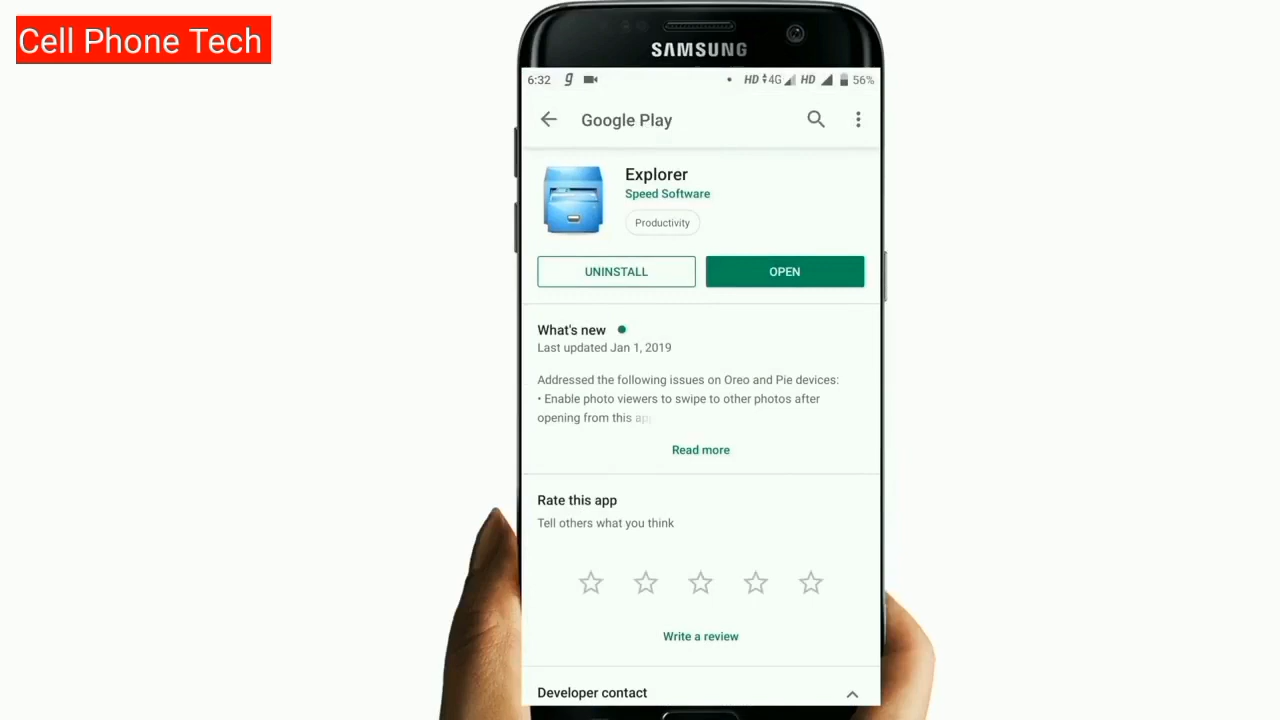 Cell Phone Tech
SAMSUNG
6:32 g HD 4G HD 56%
Google Play
Explorer
Speed Software
Productivity
UNINSTALL OPEN
What's new
Last updated Jan 1, 2019
Addressed the following issues on Oreo and Pie devices:
• Enable photo viewers to swipe to other photos after
opening from this app
Read more
Rate this app
Tell others what you think
Write a review
Developer contact